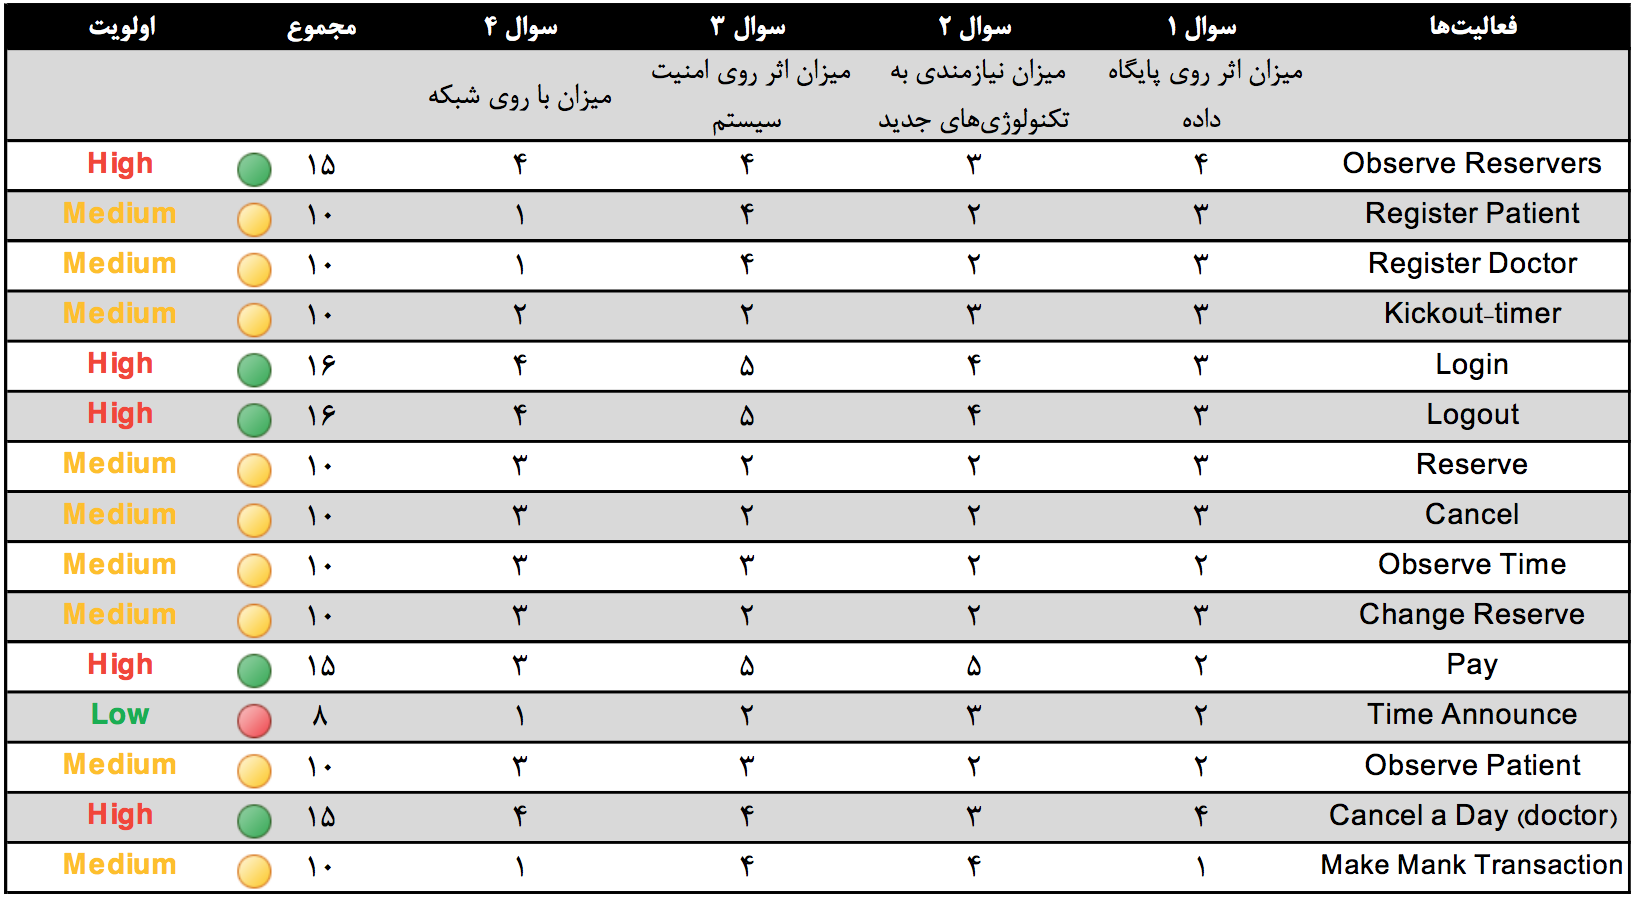 فعالیت‌ها سوال ۱ سوال ۲ سوال ۳ سوال ۴ مجموع اولویت
میزان اثر روی پایگاه داده میزان نیازمندی به تکنولوژی‌های جدید میزان اثر روی امنیت سیستم میزان با روی شبکه
Observe Reservers ۴ ۳ ۴ ۴ ۱۵ High
Register Patient ۳ ۲ ۴ ۱ ۱۰ Medium
Register Doctor ۳ ۲ ۴ ۱ ۱۰ Medium
Kickout-timer ۳ ۳ ۲ ۲ ۱۰ Medium
Login ۳ ۴ ۵ ۴ ۱۶ High
Logout ۳ ۴ ۵ ۴ ۱۶ High
Reserve ۳ ۲ ۲ ۳ ۱۰ Medium
Cancel ۳ ۲ ۲ ۳ ۱۰ Medium
Observe Time ۲ ۲ ۳ ۳ ۱۰ Medium
Change Reserve ۳ ۲ ۲ ۳ ۱۰ Medium
Pay ۲ ۵ ۵ ۳ ۱۵ High
Time Announce ۲ ۳ ۲ ۱ ۸ Low
Observe Patient ۲ ۲ ۳ ۳ ۱۰ Medium
Cancel a Day (doctor) ۴ ۳ ۴ ۴ ۱۵ High
Make Mank Transaction ۱ ۴ ۴ ۱ ۱۰ Medium